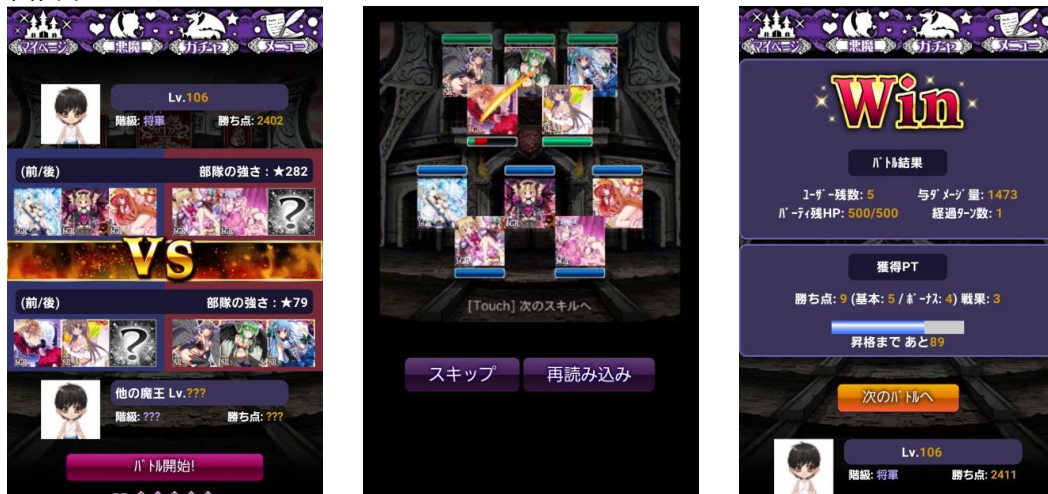 マイページ 悪魔 ガチャ メニュー
Lv.106
階級: 将軍 勝ち点: 2402
(前/後) 部隊の強さ : ★282
VS
(前/後) 部隊の強さ : ★79
他の魔王 Lv.???
階級: ??? 勝ち点: ???
ﾊﾞﾄﾙ開始!
[Touch] 次のスキルへ
スキップ 再読み込み
マイページ 悪魔 ガチャ メニュー
Win
ﾊﾞﾄﾙ結果
ﾕｰｻﾞｰ残数: 5 与ﾀﾞﾒｰｼﾞ量: 1473
ﾊﾟｰﾃｨ残HP: 500/500 経過ﾀｰﾝ数: 1
獲得PT
勝ち点: 9 (基本: 5 / ﾎﾞｰﾅｽ: 4) 戦果: 3
昇格まで あと89
次のﾊﾞﾄﾙへ
Lv.106
階級: 将軍 勝ち点: 2411